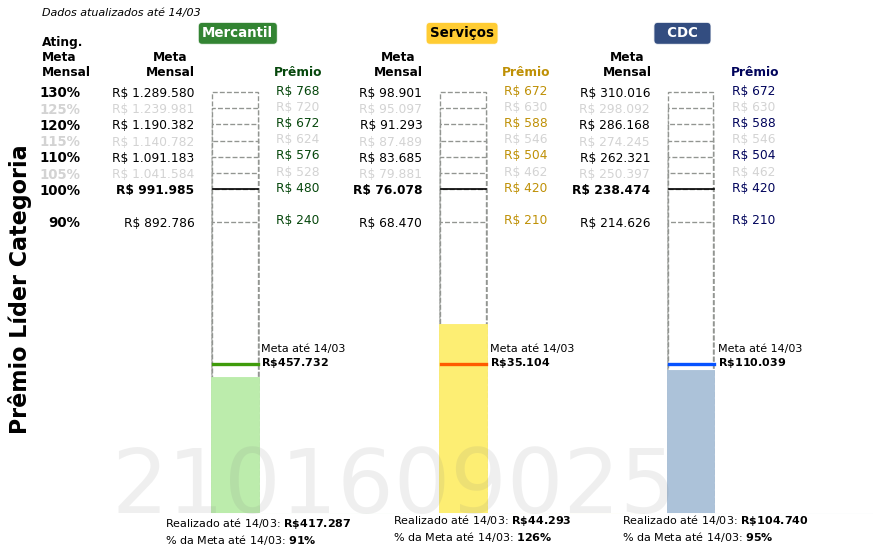 Dados atualizados até 14/03
Mercantil Serviços CDC
Ating. Meta Mensal Meta Mensal Prêmio Meta Mensal Prêmio Meta Mensal Prêmio
130% R$ 1.289.580 R$ 768 R$ 98.901 R$ 672 R$ 310.016 R$ 672
125% R$ 1.239.981 R$ 720 R$ 95.097 R$ 630 R$ 298.092 R$ 630
120% R$ 1.190.382 R$ 672 R$ 91.293 R$ 588 R$ 286.168 R$ 588
115% R$ 1.140.782 R$ 624 R$ 87.489 R$ 546 R$ 274.245 R$ 546
110% R$ 1.091.183 R$ 576 R$ 83.685 R$ 504 R$ 262.321 R$ 504
105% R$ 1.041.584 R$ 528 R$ 79.881 R$ 462 R$ 250.397 R$ 462
100% R$ 991.985 R$ 480 R$ 76.078 R$ 420 R$ 238.474 R$ 420
90% R$ 892.786 R$ 240 R$ 68.470 R$ 210 R$ 214.626 R$ 210
Prêmio Líder Categoria
Meta até 14/03 Meta até 14/03 Meta até 14/03
R$457.732 R$35.104 R$110.039
2101609025
Realizado até 14/03: R$417.287 Realizado até 14/03: R$44.293 Realizado até 14/03: R$104.740
% da Meta até 14/03: 91% % da Meta até 14/03: 126% % da Meta até 14/03: 95%